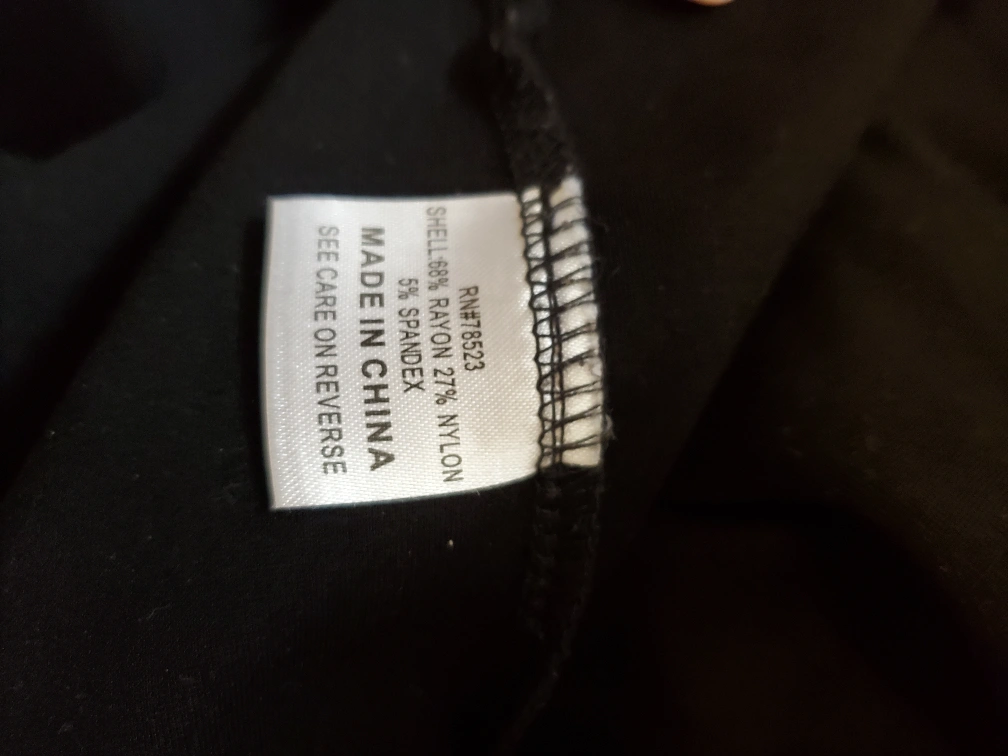 RN#78523
SHELL:68% RAYON 27% NYLON
5% SPANDEX
MADE IN CHINA
SEE CARE ON REVERSE